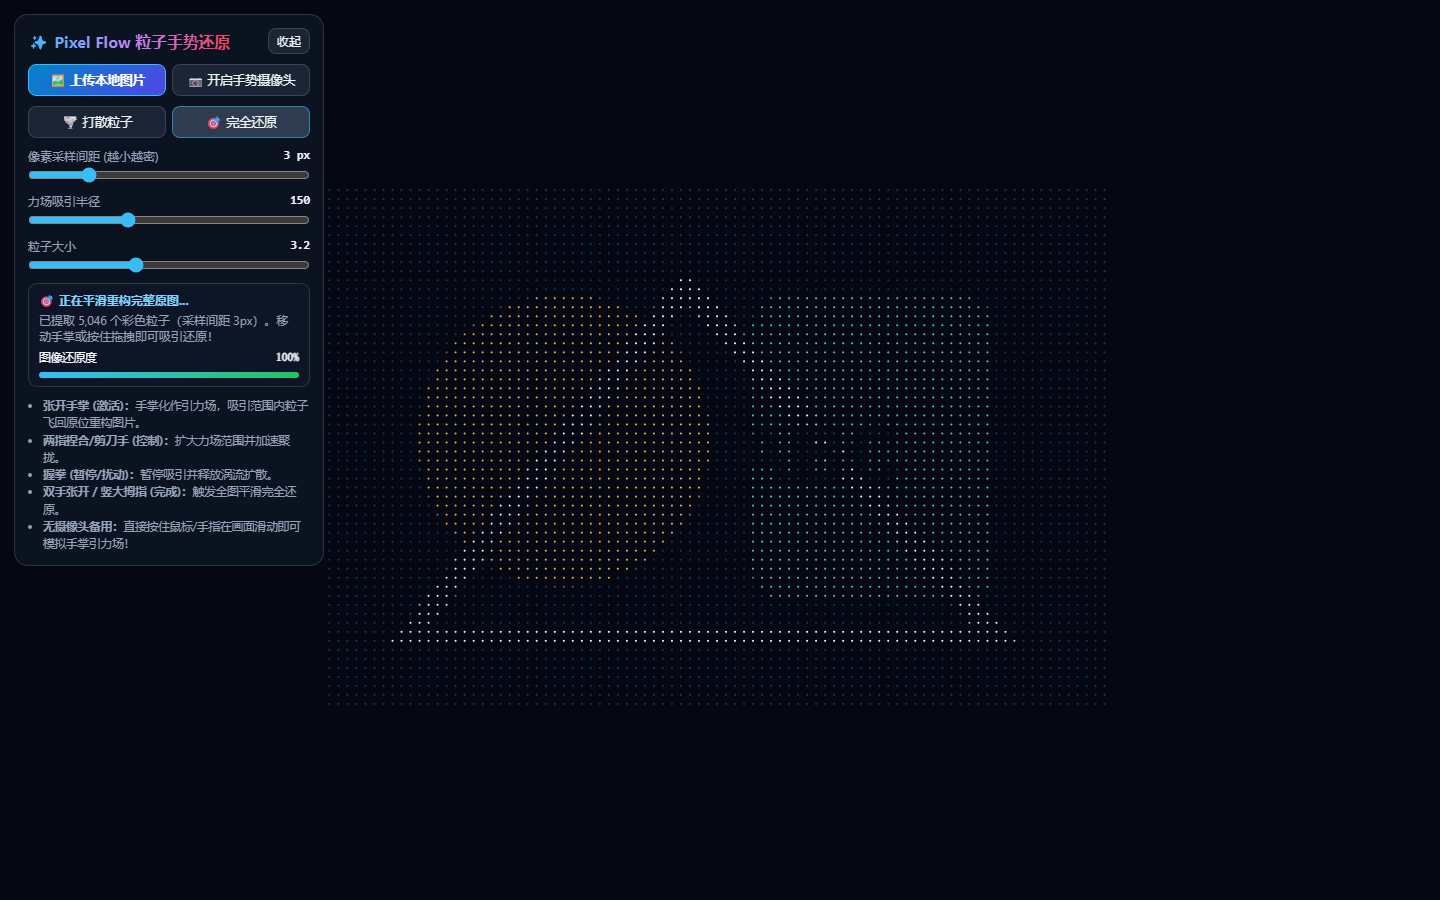 ✨ Pixel Flow 粒子手势还原
收起
🖼️ 上传本地图片
📷 开启手势摄像头
🌪️ 打散粒子
🎯 完全还原
像素采样间距 (越小越密)
3 px
力场吸引半径
150
粒子大小
3.2
🎯 正在平滑重构完整原图...
已提取 5,046 个彩色粒子（采样间距 3px）。移
动手掌或按住拖拽即可吸引还原！
图像还原度
100%
• 张开手掌 (激活)：手掌化作引力场，吸引范围内粒子
飞回原位重构图片。
• 两指捏合/剪刀手 (控制)：扩大力场范围并加速聚
拢。
• 握拳 (暂停/扰动)：暂停吸引并释放涡流扩散。
• 双手张开 / 竖大拇指 (完成)：触发全图平滑完全还
原。
• 无摄像头备用：直接按住鼠标/手指在画面滑动即可
模拟手掌引力场！